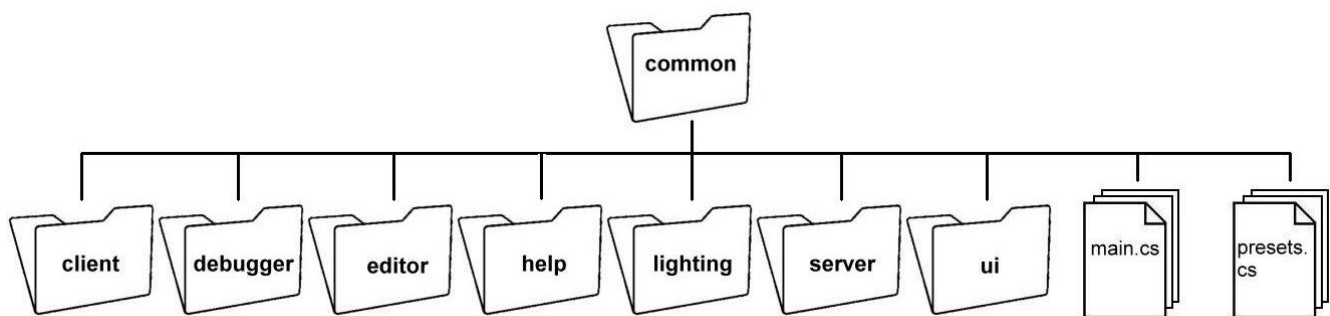 common
client
debugger
editor
help
lighting
server
ui
main.cs
presets.
cs